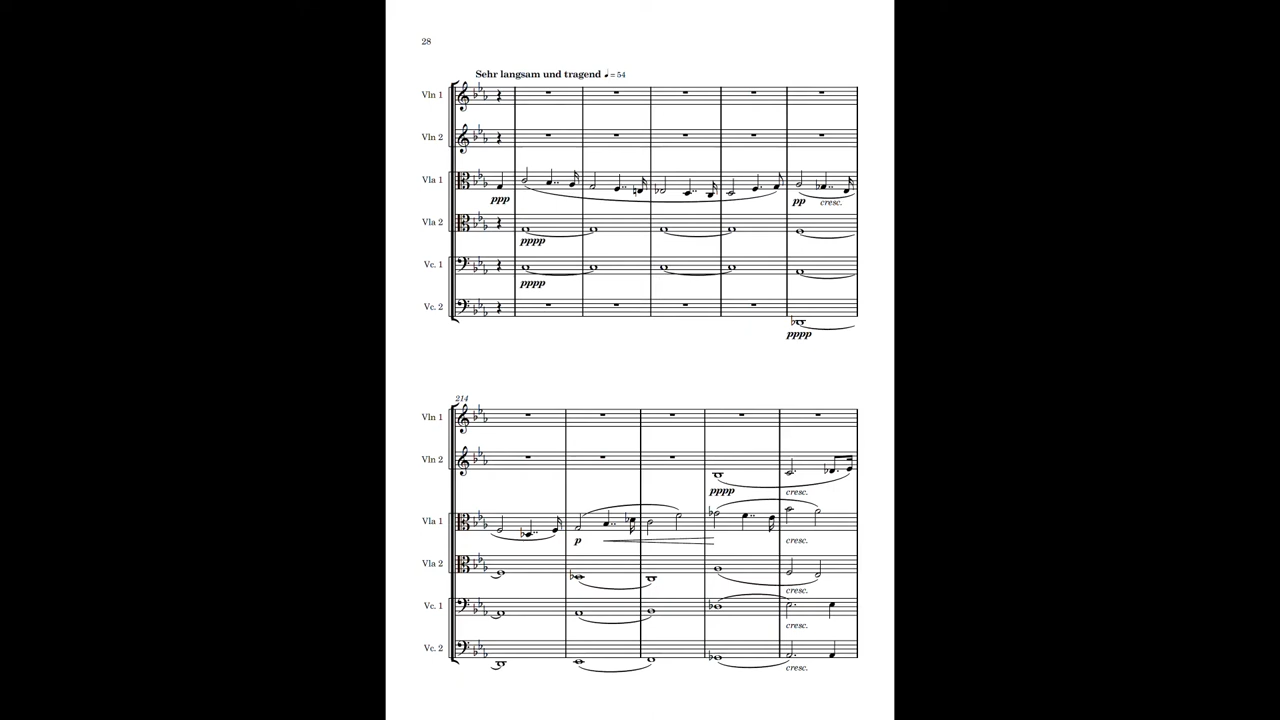 28
Sehr langsam und tragend ♩ = 54
Vln 1
Vln 2
Vla 1
ppp
pp cresc.
Vla 2
pppp
Vc. 1
pppp
Vc. 2
pppp
214
Vln 1
Vln 2
pppp cresc.
Vla 1
p cresc.
Vla 2
cresc.
Vc. 1
cresc.
Vc. 2
cresc.